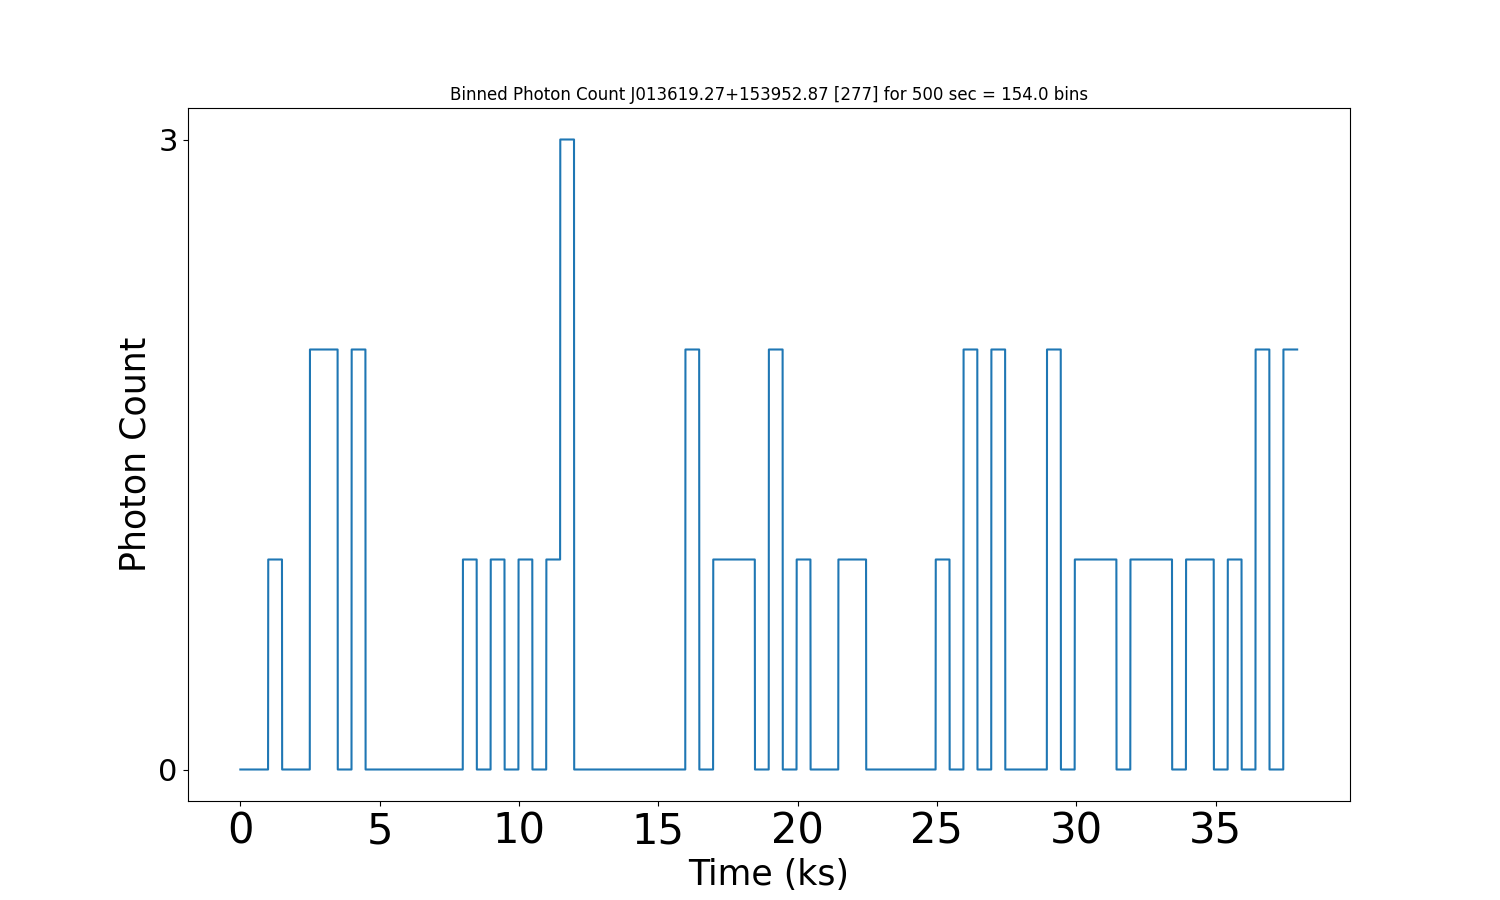 Binned Photon Count J013619.27+153952.87 [277] for 500 sec = 154.0 bins
3
Photon Count
0
0 5 10 15 20 25 30 35
Time (ks)